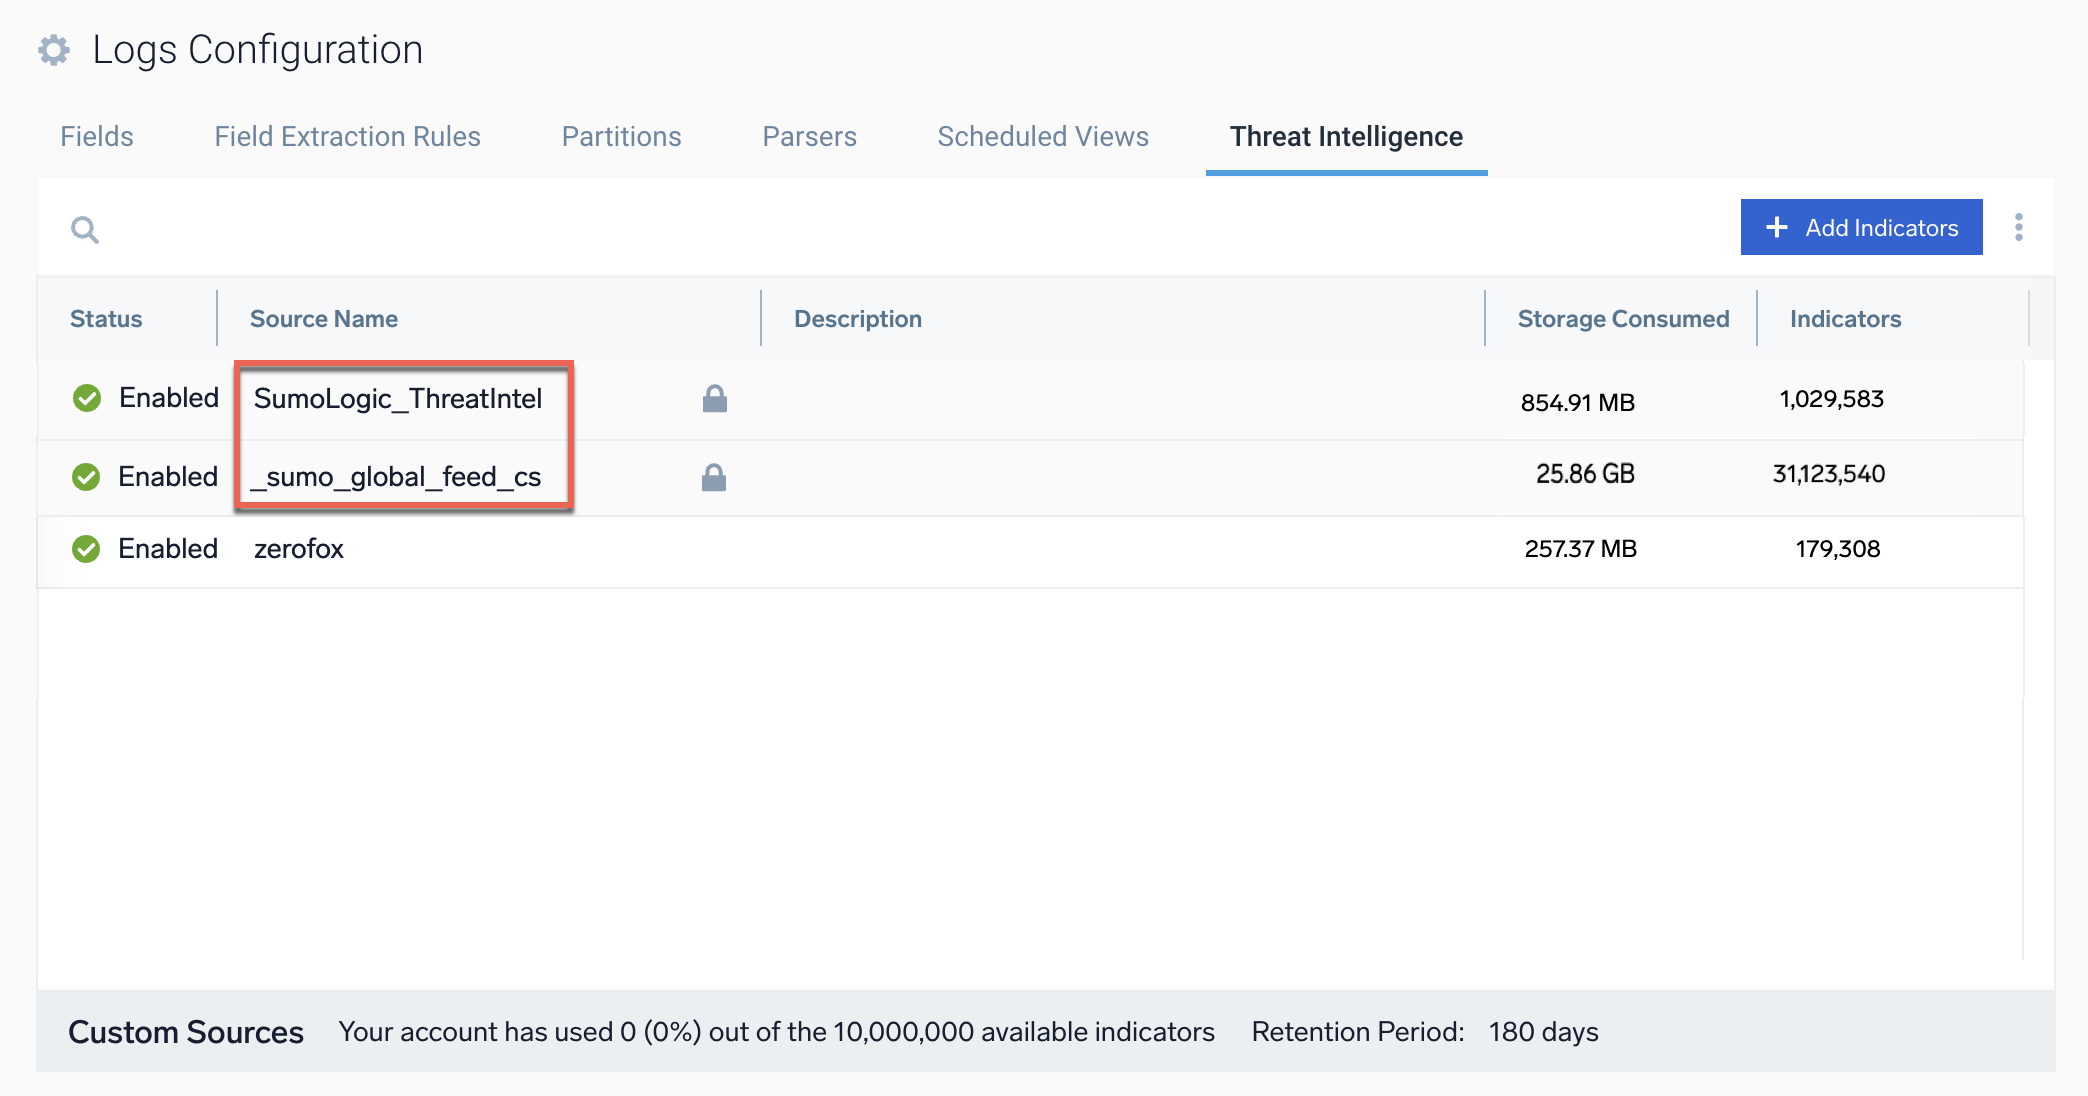 Logs Configuration
Fields Field Extraction Rules Partitions Parsers Scheduled Views Threat Intelligence
+ Add Indicators
Status Source Name Description Storage Consumed Indicators
Enabled SumoLogic_ThreatIntel 854.91 MB 1,029,583
Enabled _sumo_global_feed_cs 25.86 GB 31,123,540
Enabled zerofox 257.37 MB 179,308
Custom Sources Your account has used 0 (0%) out of the 10,000,000 available indicators Retention Period: 180 days